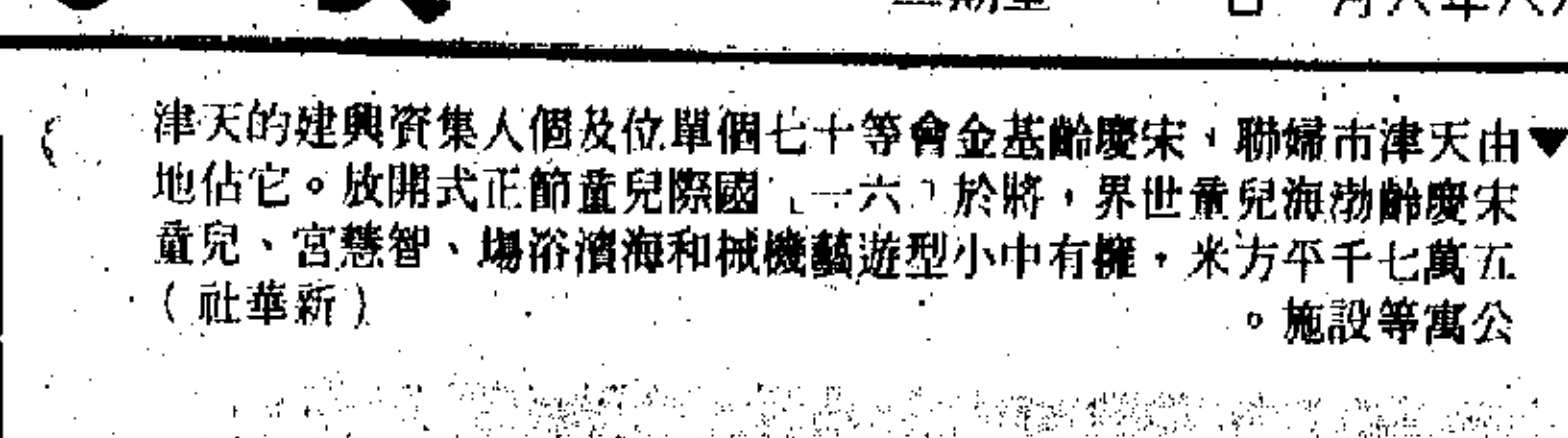 ▼由天津市婦聯，宋慶齡基金會等十七個單位及個人集資興建的天津
宋慶齡渤海兒童世界，將於「六一」國際兒童節正式開放。它佔地
五萬七千平方米，擁有中小型遊藝機械和海濱浴場、智慧宮、兒童
公寓等設施。（新華社）